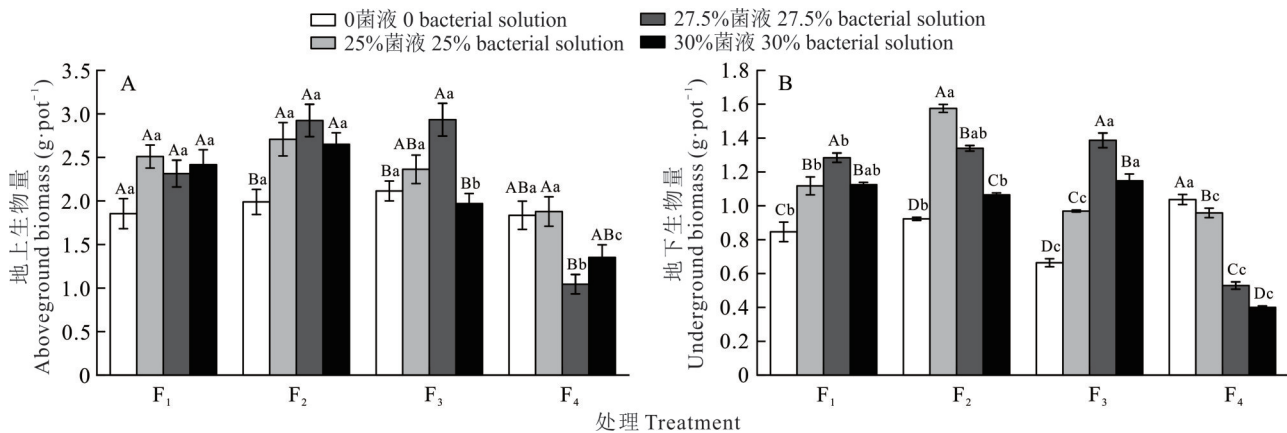 0菌液 0 bacterial solution
27.5%菌液 27.5% bacterial solution
25%菌液 25% bacterial solution
30%菌液 30% bacterial solution
A
地上生物量
Aboveground biomass (g·pot⁻¹)
3.5
3.0
2.5
2.0
1.5
1.0
0.5
0
Aa Aa Aa Aa
Ba Aa Aa Aa
Ba ABa Aa Bb
ABa Aa Bb ABc
F₁ F₂ F₃ F₄
B
地下生物量
Underground biomass (g·pot⁻¹)
1.8
1.6
1.4
1.2
1.0
0.8
0.6
0.4
0.2
0
Cb Bb Ab Bab
Db Aa Bab Cb
Dc Cc Aa Ba
Aa Bc Cc Dc
F₁ F₂ F₃ F₄
处理 Treatment